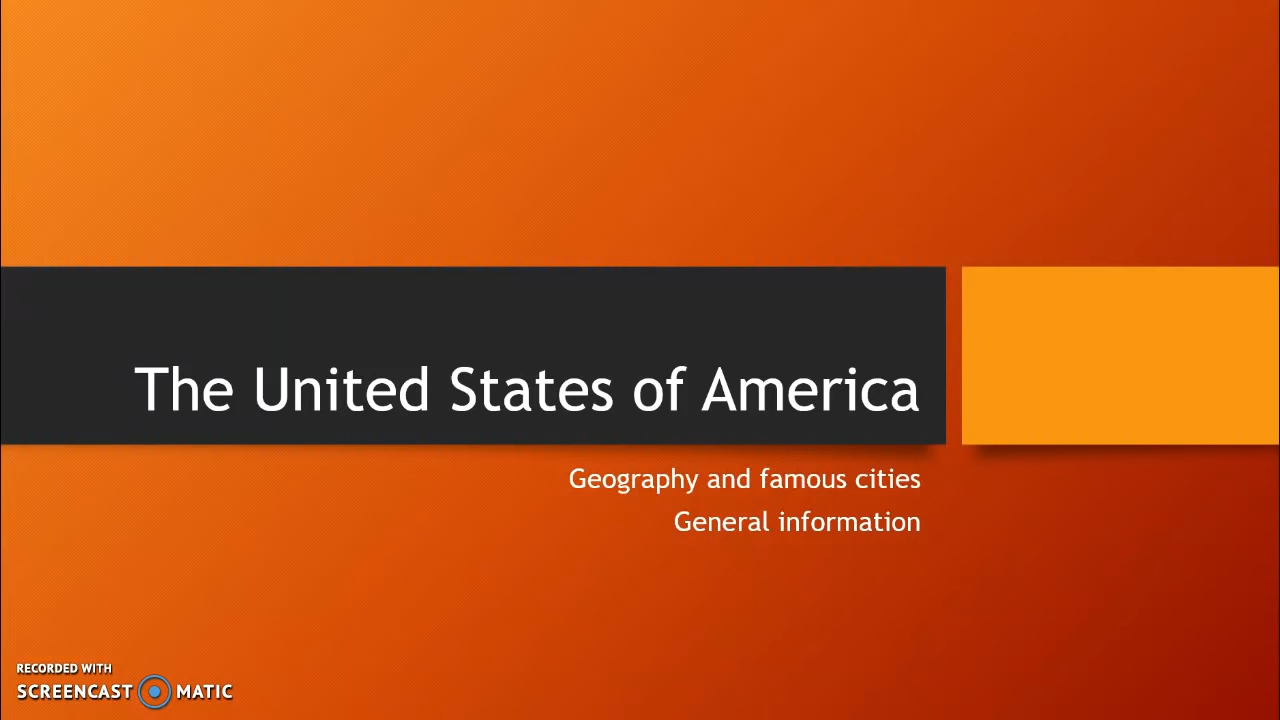 The United States of America
Geography and famous cities
General information
RECORDED WITH
SCREENCAST MATIC